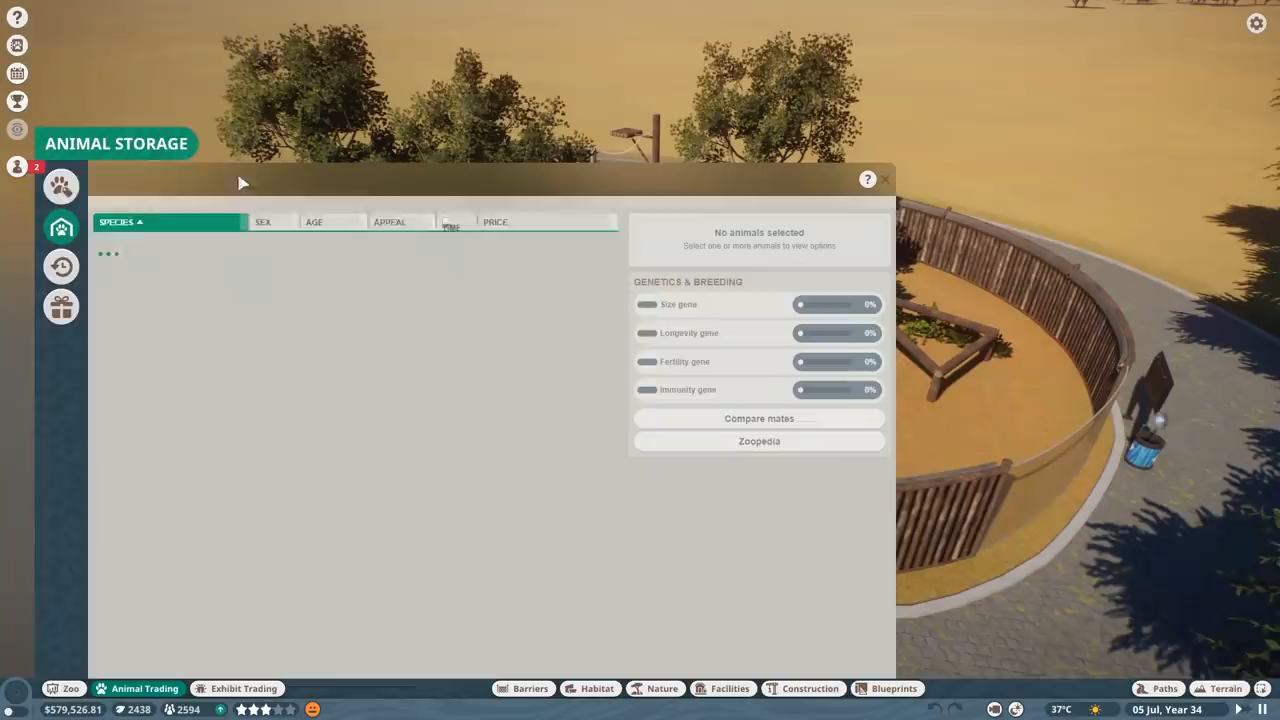 ANIMAL STORAGE
2
?
?
SPECIES SEX AGE APPEAL TIME PRICE
No animals selected
Select one or more animals to view options
GENETICS & BREEDING
Size gene 0%
Longevity gene 0%
Fertility gene 0%
Immunity gene 0%
Compare mates
Zoopedia
Zoo Animal Trading Exhibit Trading Barriers Habitat Nature Facilities Construction Blueprints Paths Terrain
$579,526.81 2438 2594 37°C 05 Jul, Year 34